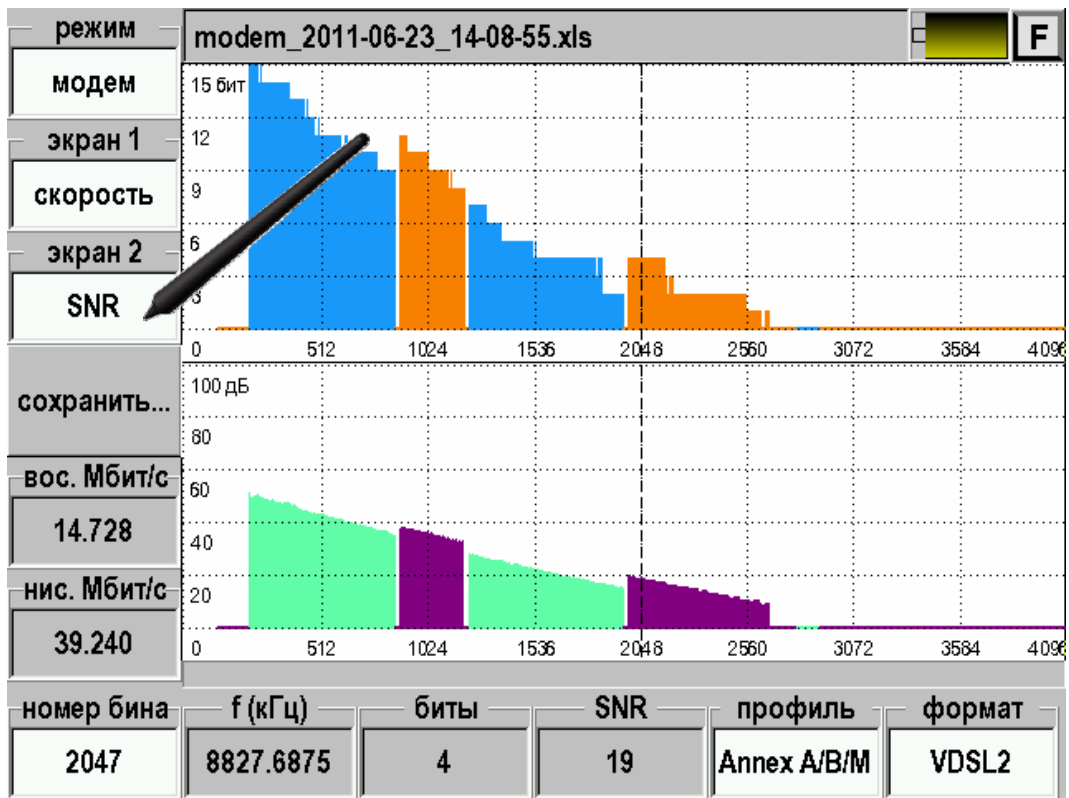 режим
модем
экран 1
скорость
экран 2
SNR
сохранить...
вос. Мбит/с
14.728
нис. Мбит/с
39.240
modem_2011-06-23_14-08-55.xls
F
15 бит
12
9
6
3
0 512 1024 1536 2048 2560 3072 3584 4096
100 дБ
80
60
40
20
0 512 1024 1536 2048 2560 3072 3584 4096
номер бина
2047
f (кГц)
8827.6875
биты
4
SNR
19
профиль
Annex A/B/M
формат
VDSL2